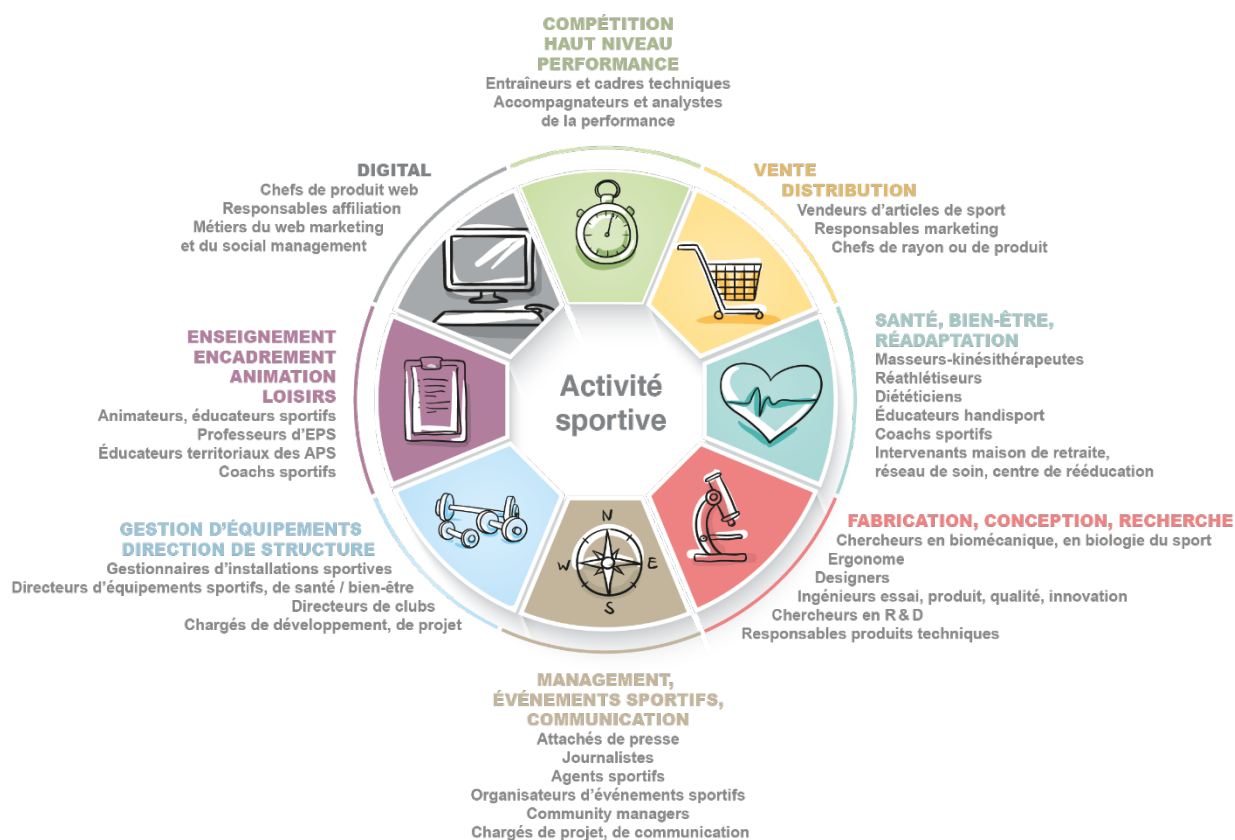 COMPÉTITION
HAUT NIVEAU
PERFORMANCE
Entraîneurs et cadres techniques
Accompagnateurs et analystes
de la performance
VENTE
DISTRIBUTION
Vendeurs d'articles de sport
Responsables marketing
Chefs de rayon ou de produit
SANTÉ, BIEN-ÊTRE,
RÉADAPTATION
Masseurs-kinésithérapeutes
Réathlétiseurs
Diététiciens
Éducateurs handisport
Coachs sportifs
Intervenants maison de retraite,
réseau de soin, centre de rééducation
FABRICATION, CONCEPTION, RECHERCHE
Chercheurs en biomécanique, en biologie du sport
Ergonome
Designers
Ingénieurs essai, produit, qualité, innovation
Chercheurs en R & D
Responsables produits techniques
MANAGEMENT,
ÉVÉNEMENTS SPORTIFS,
COMMUNICATION
Attachés de presse
Journalistes
Agents sportifs
Organisateurs d'événements sportifs
Community managers
Chargés de projet, de communication
GESTION D'ÉQUIPEMENTS
DIRECTION DE STRUCTURE
Gestionnaires d'installations sportives
Directeurs d'équipements sportifs, de santé / bien-être
Directeurs de clubs
Chargés de développement, de projet
ENSEIGNEMENT
ENCADREMENT
ANIMATION
LOISIRS
Animateurs, éducateurs sportifs
Professeurs d'EPS
Éducateurs territoriaux des APS
Coachs sportifs
DIGITAL
Chefs de produit web
Responsables affiliation
Métiers du web marketing
et du social management
Activité
sportive
N
W E
S